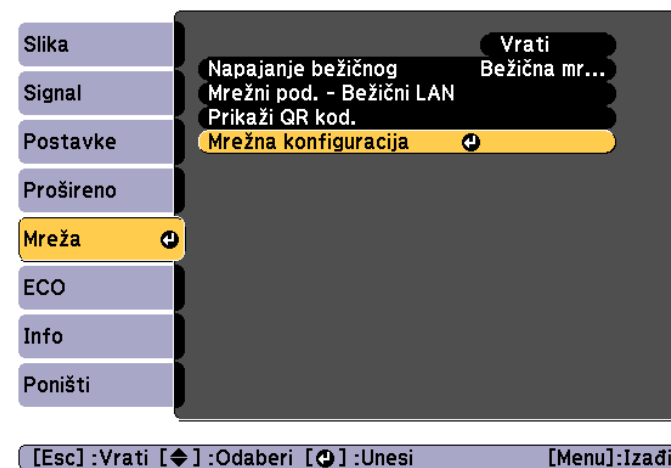 Slika
Signal
Postavke
Prošireno
Mreža
ECO
Info
Poništi
Vrati
Napajanje bežičnog Bežična mr...
Mrežni pod. - Bežični LAN
Prikaži QR kod.
Mrežna konfiguracija
[Esc] :Vrati [◆] :Odaberi [⏎] :Unesi [Menu]:Izađi